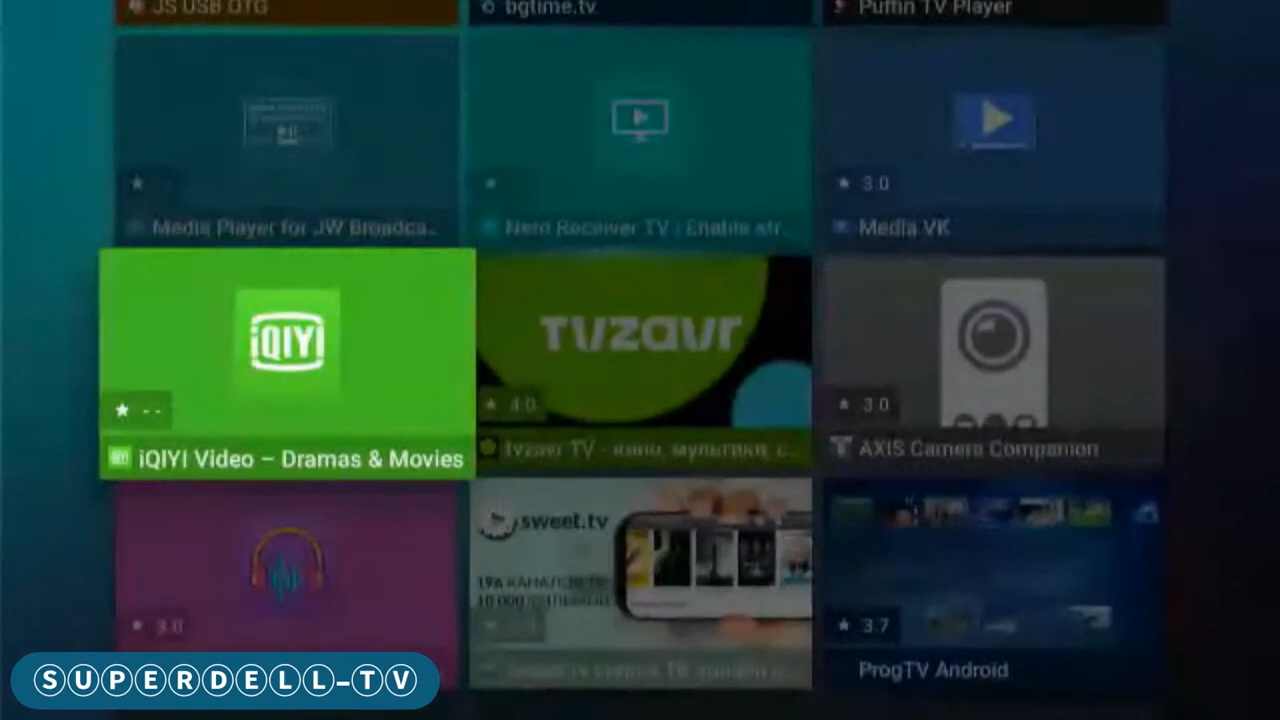 JS USB OTG
bgtime.tv
Puffin TV Player
3.0
Media Player for JW Broadca...
Nero Receiver TV | Enable str...
Media VK
iQIYI
TVZAVR
- -
4.0
3.0
iQIYI Video – Dramas & Movies
tvzavr TV - кино, мультики, с...
AXIS Camera Companion
sweet.tv
3.0
3.7
ProgTV Android
SUPERDELL-TV